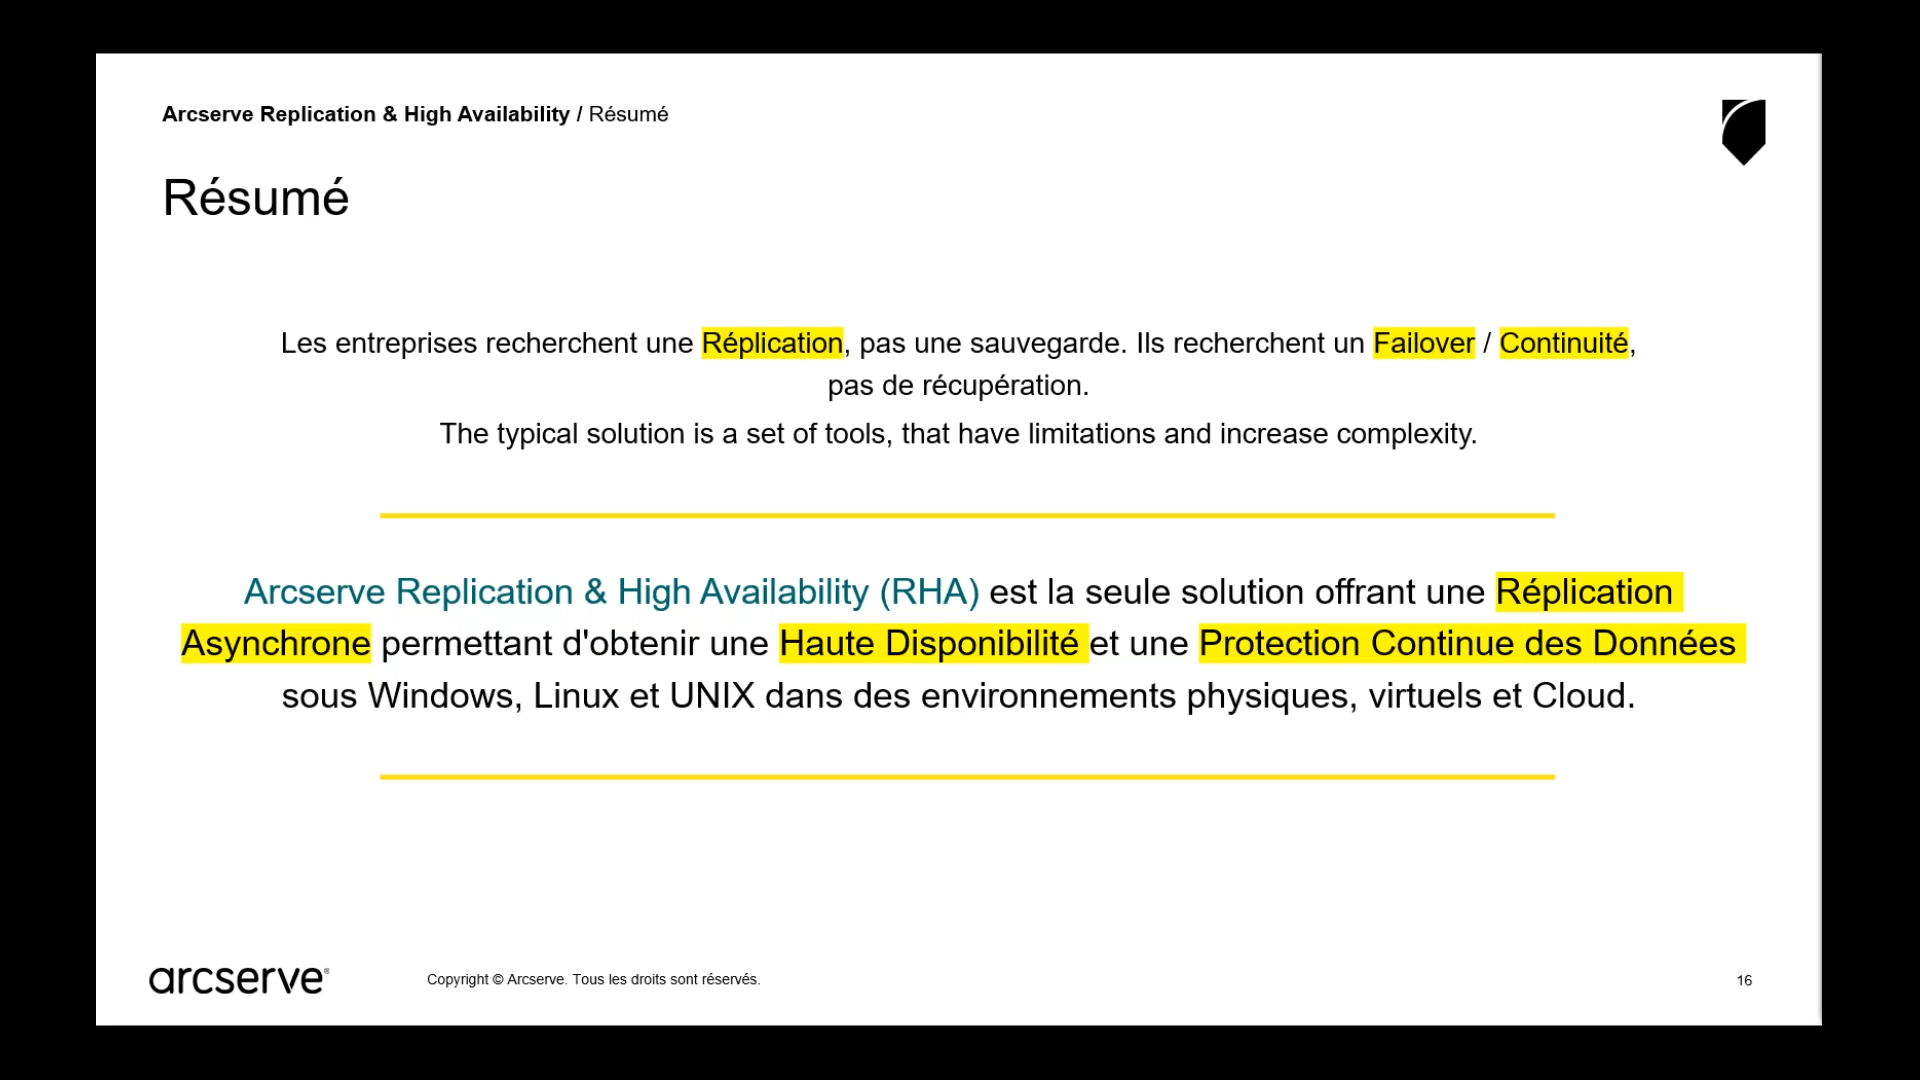 Arcserve Replication & High Availability / Résumé
Résumé
Les entreprises recherchent une Réplication, pas une sauvegarde. Ils recherchent un Failover / Continuité,
pas de récupération.
The typical solution is a set of tools, that have limitations and increase complexity.
Arcserve Replication & High Availability (RHA) est la seule solution offrant une Réplication
Asynchrone permettant d'obtenir une Haute Disponibilité et une Protection Continue des Données
sous Windows, Linux et UNIX dans des environnements physiques, virtuels et Cloud.
arcserve®
Copyright © Arcserve. Tous les droits sont réservés.
16